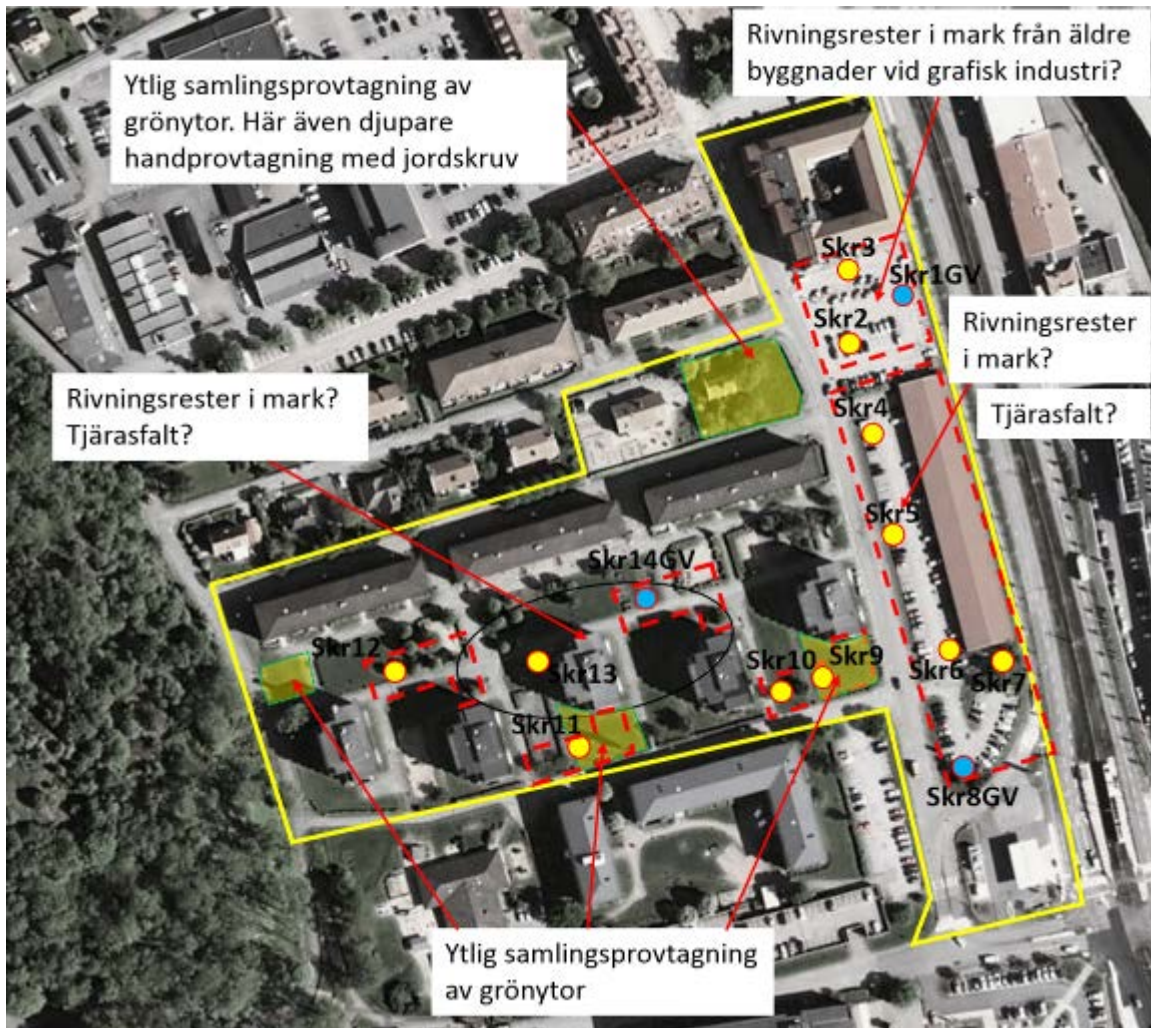 Rivningsrester i mark från äldre
byggnader vid grafisk industri?
Ytlig samlingsprovtagning av
grönytor. Här även djupare
handprovtagning med jordskruv
Skr3
Skr1GV
Skr2
Rivningsrester
i mark?
Tjärasfalt?
Rivningsrester i mark?
Tjärasfalt?
Skr4
Skr5
Skr14GV
Skr12
Skr13
Skr10
Skr9
Skr6
Skr7
Skr11
Skr8GV
Ytlig samlingsprovtagning
av grönytor